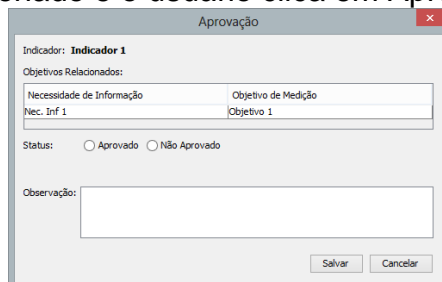 Aprovação
Indicador: Indicador 1
Objetivos Relacionados:
Necessidade de Informação Objetivo de Medição
Nec. Inf 1 Objetivo 1
Status: Aprovado Não Aprovado
Observação:
Salvar Cancelar